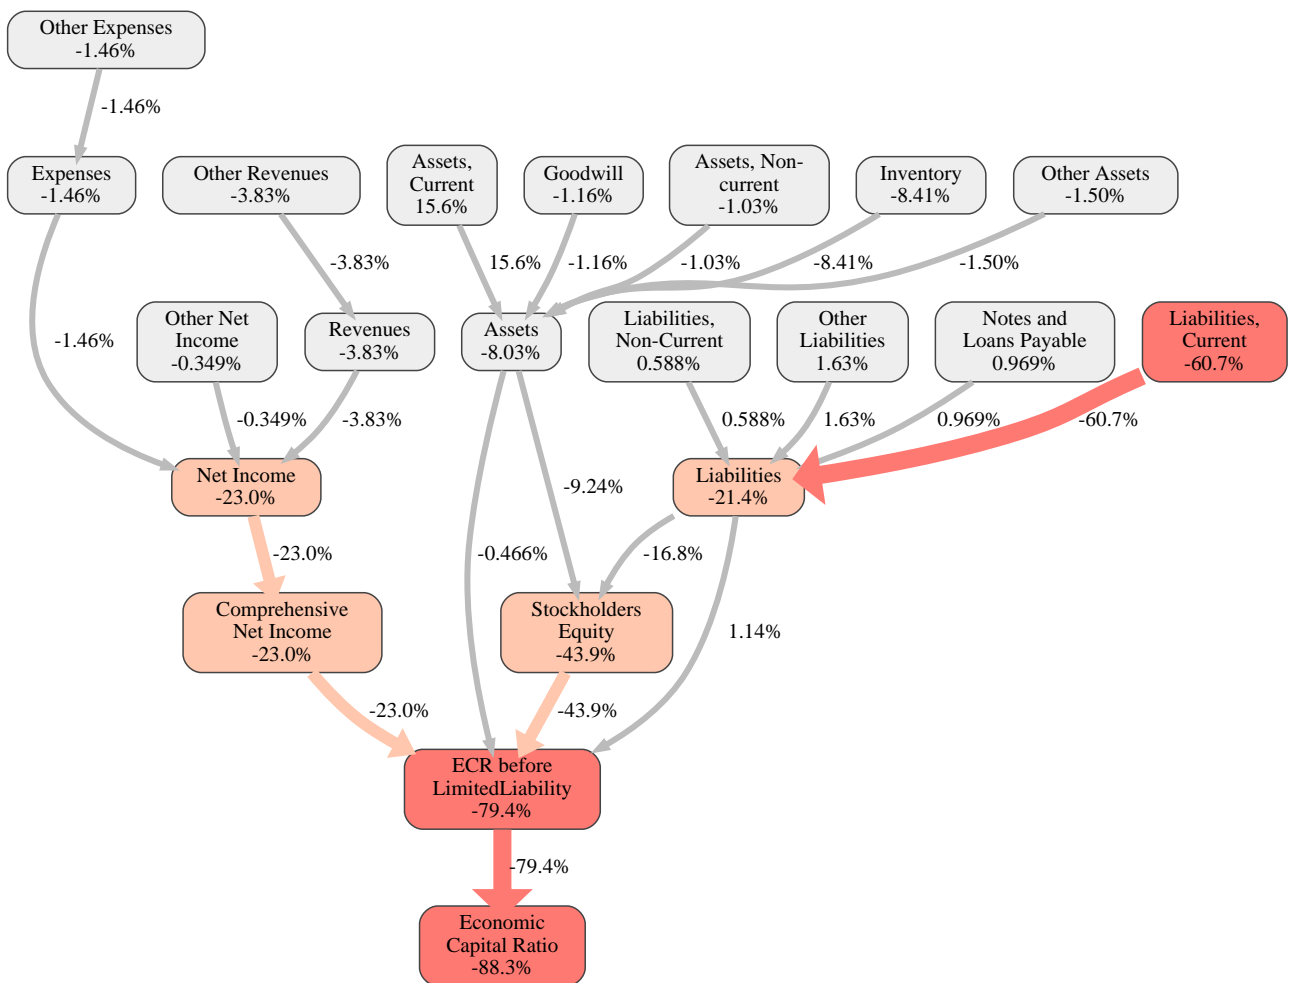 Other Expenses
-1.46%
-1.46%
Expenses
-1.46%
Other Revenues
-3.83%
Assets,
Current
15.6%
Goodwill
-1.16%
Assets, Non-
current
-1.03%
Inventory
-8.41%
Other Assets
-1.50%
-3.83%
15.6%
-1.16%
-1.03%
-8.41%
-1.50%
-1.46%
Other Net
Income
-0.349%
Revenues
-3.83%
Assets
-8.03%
Liabilities,
Non-Current
0.588%
Other
Liabilities
1.63%
Notes and
Loans Payable
0.969%
Liabilities,
Current
-60.7%
-0.349%
-3.83%
0.588%
1.63%
0.969%
-60.7%
Net Income
-23.0%
-9.24%
Liabilities
-21.4%
-23.0%
-0.466%
-16.8%
Comprehensive
Net Income
-23.0%
Stockholders
Equity
-43.9%
1.14%
-23.0%
-43.9%
ECR before
LimitedLiability
-79.4%
-79.4%
Economic
Capital Ratio
-88.3%